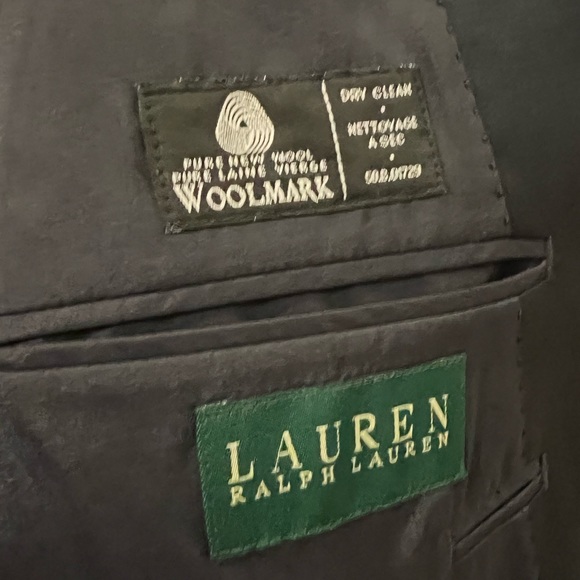 PURE NEW WOOL
PURE LAINE VIERGE
WOOLMARK
DRY CLEAN
NETTOYAGE
A SEC
LAUREN
RALPH LAUREN